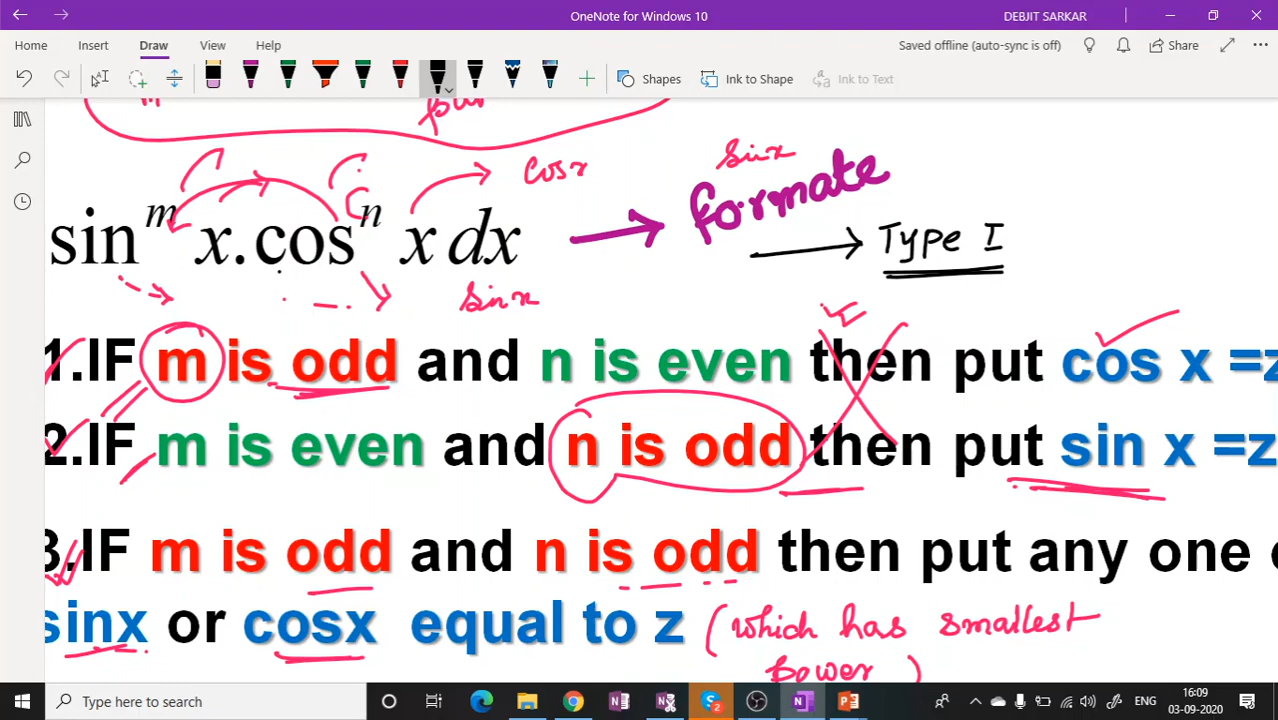 OneNote for Windows 10
DEBJIT SARKAR
Home Insert Draw View Help
Saved offline (auto-sync is off)
Share
Shapes
Ink to Shape
Ink to Text
m
cosx
sinx
formate
sin^m x.cos^n x dx
Type I
sinx
1.IF m is odd and n is even then put cos x =z
2.IF m is even and n is odd then put sin x =z
3.IF m is odd and n is odd then put any one
sinx or cosx equal to z (which has smallest
power)
Type here to search
2
ENG
16:09
03-09-2020